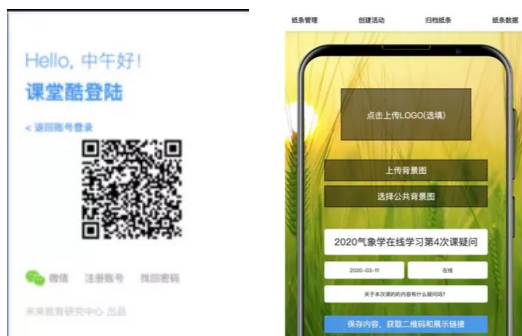 Hello, 中午好!
课堂酷登陆
< 返回账号登录
微信 注册账号 找回密码
未来教育研究中心 出品
纸条管理 创建活动 归档纸条 纸条数据
点击上传LOGO(选填)
上传背景图
选择公共背景图
2020气象学在线学习第4次课疑问
2020-03-11 在线
关于本次课的的内容有什么疑问吗?
保存内容，获取二维码和展示链接